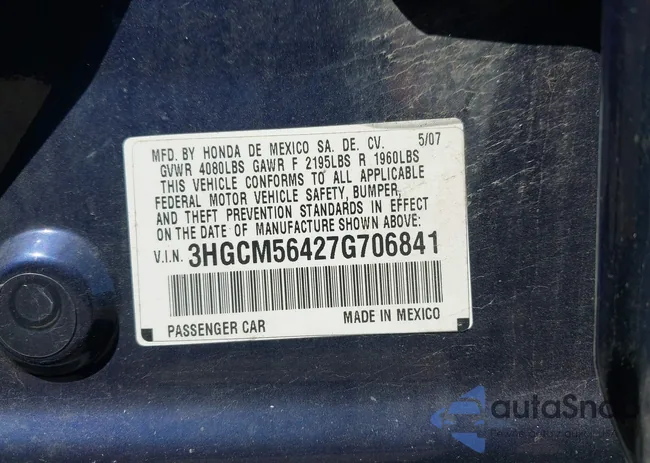 MFD. BY HONDA DE MEXICO SA. DE. CV. 5/07
GVWR 4080LBS GAWR F 2195LBS R 1960LBS
THIS VEHICLE CONFORMS TO ALL APPLICABLE
FEDERAL MOTOR VEHICLE SAFETY, BUMPER,
AND THEFT PREVENTION STANDARDS IN EFFECT
ON THE DATE OF MANUFACTURE SHOWN ABOVE:
V.I.N. 3HGCM56427G706841
PASSENGER CAR MADE IN MEXICO
autaSnap